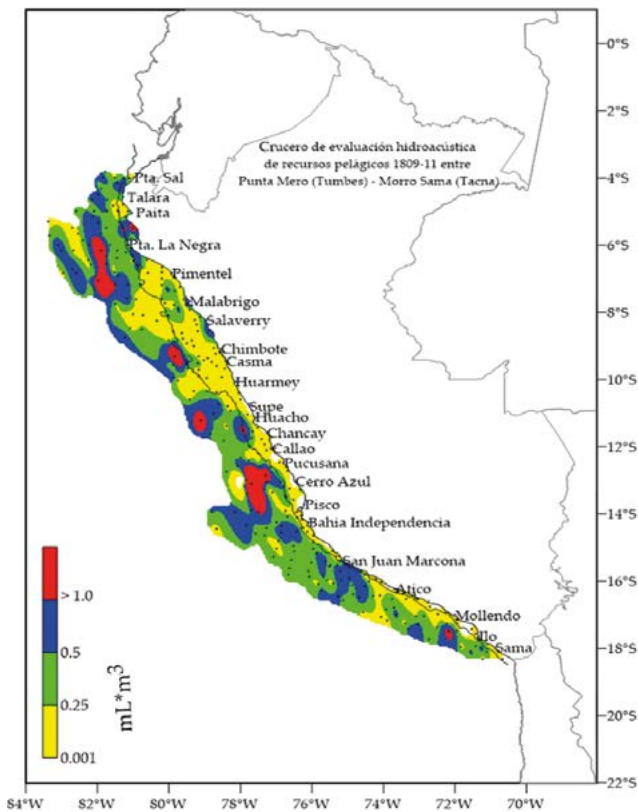 0°S
2°S
Crucero de evaluación hidroacústica
de recursos pelágicos 1809-11 entre
Punta Mero (Tumbes) - Morro Sama (Tacna)
4°S
Pta. Sal
Talara
Paita
6°S
Pta. La Negra
Pimentel
8°S
Malabrigo
Salaverry
Chimbote
Casma
10°S
Huarmey
Supe
Huacho
Chancay
12°S
Callao
Pucusana
Cerro Azul
Pisco
14°S
Bahia Independencia
San Juan Marcona
16°S
Atico
Mollendo
Ilo
18°S
Sama
> 1.0
0.5
0.25
0.001
mL*m³
20°S
22°S
84°W 82°W 80°W 78°W 76°W 74°W 72°W 70°W